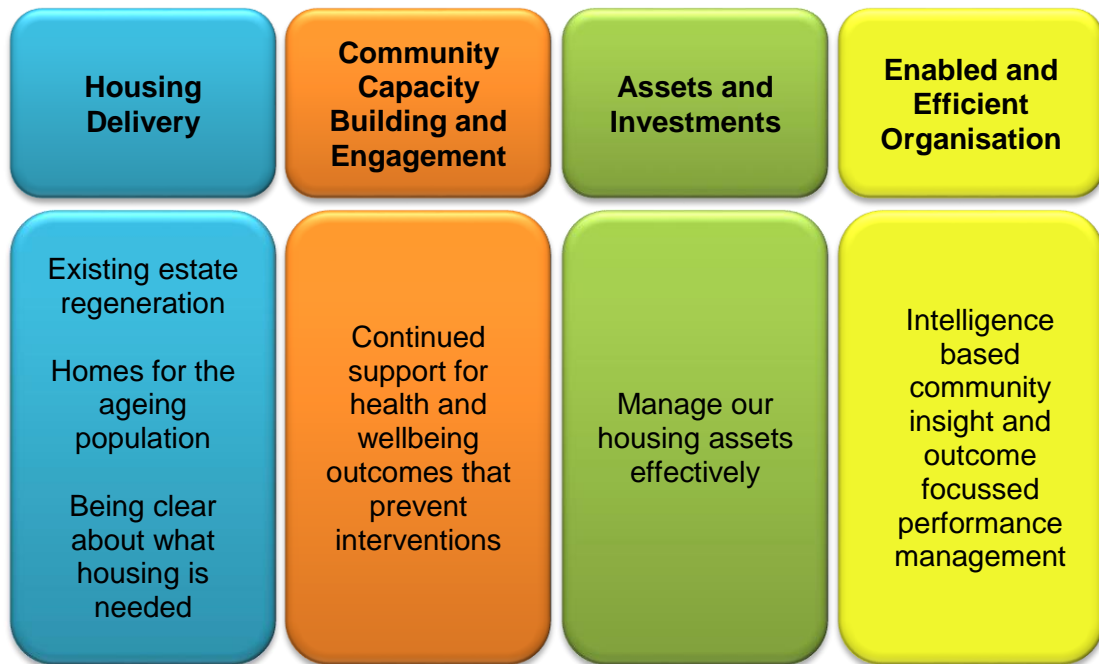 Housing
Delivery
Community
Capacity
Building and
Engagement
Assets and
Investments
Enabled and
Efficient
Organisation
Existing estate
regeneration
Homes for the
ageing
population
Being clear
about what
housing is
needed
Continued
support for
health and
wellbeing
outcomes that
prevent
interventions
Manage our
housing assets
effectively
Intelligence
based
community
insight and
outcome
focussed
performance
management